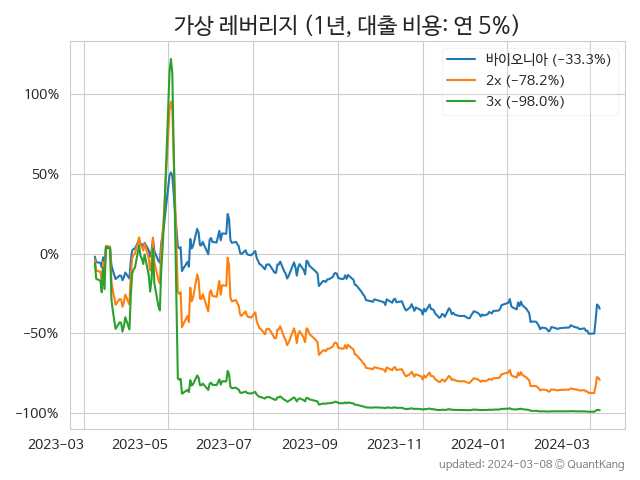 가상 레버리지 (1년, 대출 비용: 연 5%)
바이오니아 (-33.3%)
2x (-78.2%)
3x (-98.0%)
100%
50%
0%
−50%
−100%
2023-03 2023-05 2023-07 2023-09 2023-11 2024-01 2024-03
updated: 2024-03-08 © QuantKang